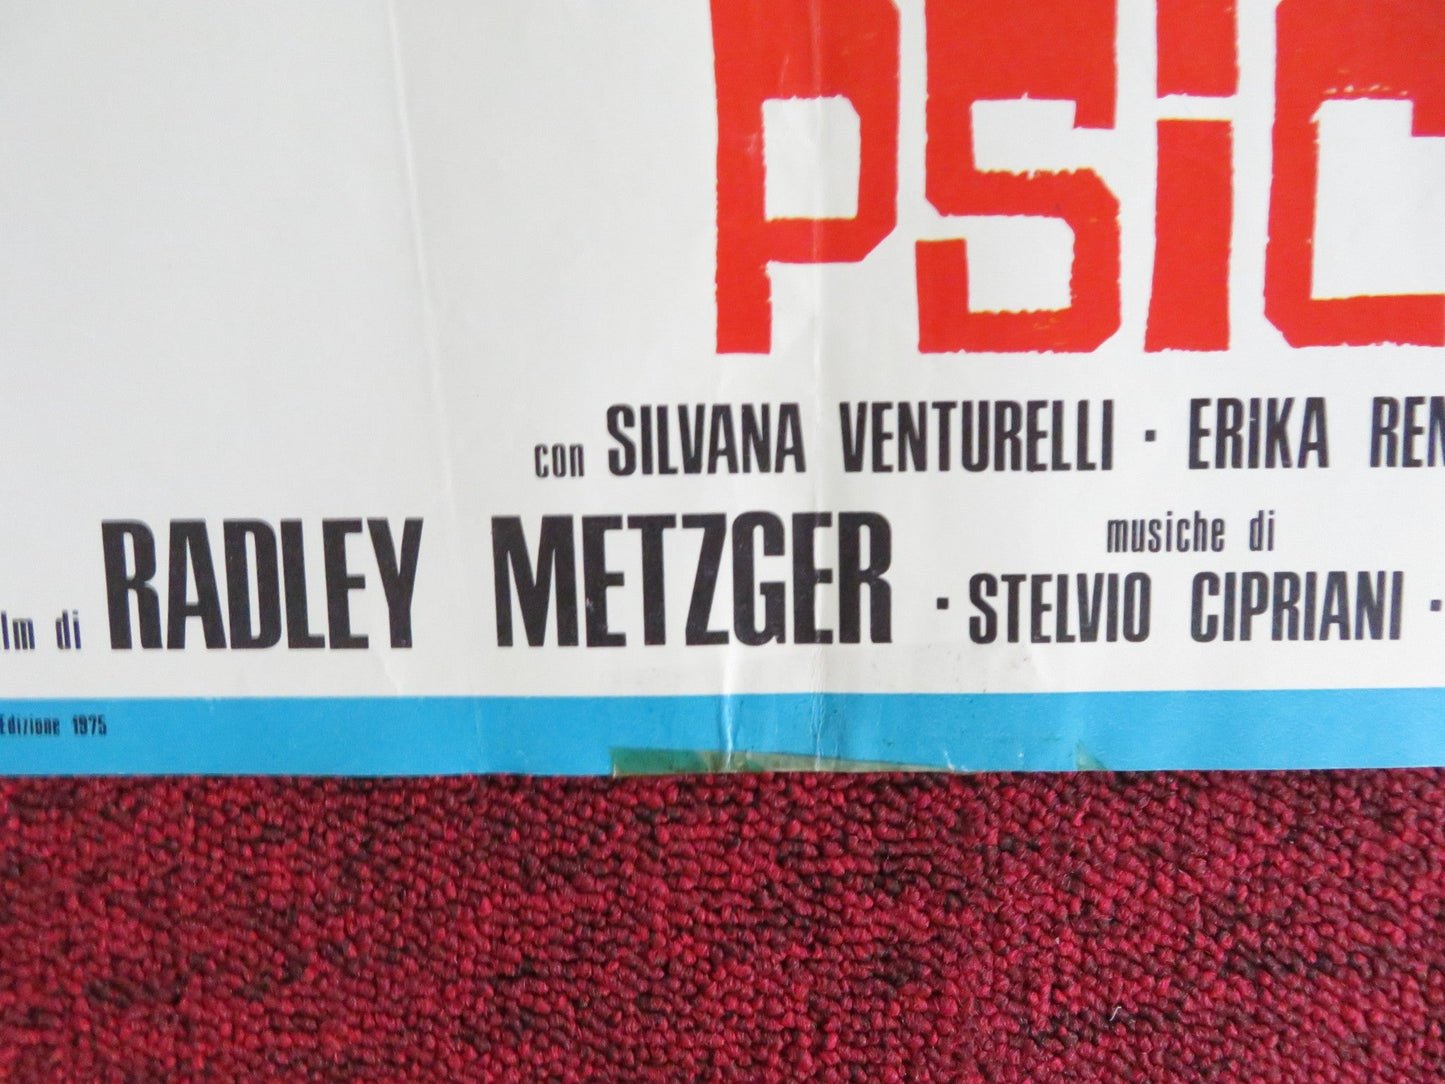 PSIC
con SILVANA VENTURELLI · ERIKA REN
lm di RADLEY METZGER · musiche di STELVIO CIPRIANI ·
Edizione 1975